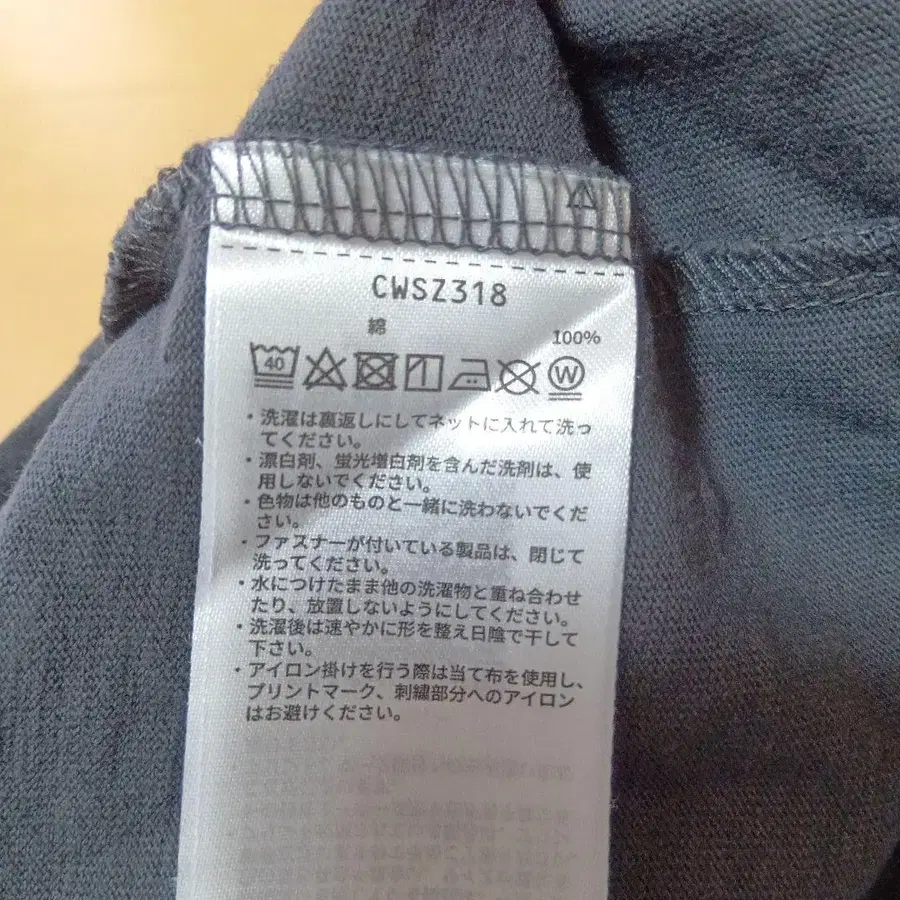 CWSZ318
綿
100%
40
W
・洗濯は裏返しにしてネットに入れて洗っ
てください。
・漂白剤、蛍光増白剤を含んだ洗剤は、使
用しないでください。
・色物は他のものと一緒に洗わないでくだ
さい。
・ファスナーが付いている製品は、閉じて
洗ってください。
・水につけたまま他の洗濯物と重ね合わせ
たり、放置しないようにしてください。
・洗濯後は速やかに形を整え日陰で干して
下さい。
・アイロン掛けを行う際は当て布を使用し、
プリントマーク、刺繍部分へのアイロン
はお避けください。